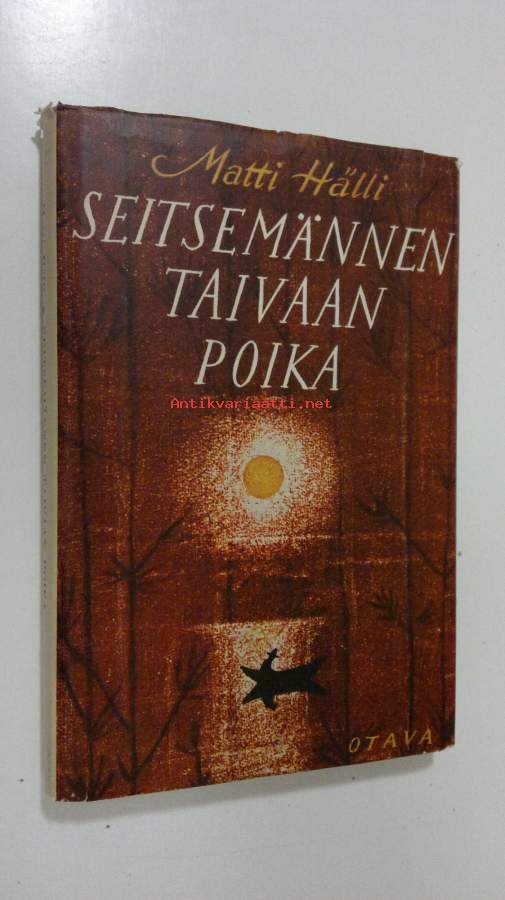 Matti Hälli
SEITSEMÄNNEN
TAIVAAN
POIKA
Antikvariaatti.net
OTAVA